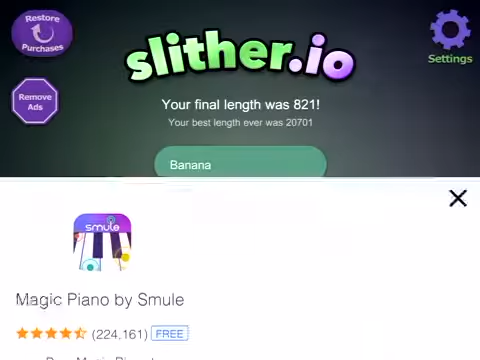 Restore
Purchases
slither.io
Settings
Remove
Ads
Your final length was 821!
Your best length ever was 20701
Banana
smule
Magic Piano by Smule
(224,161) FREE